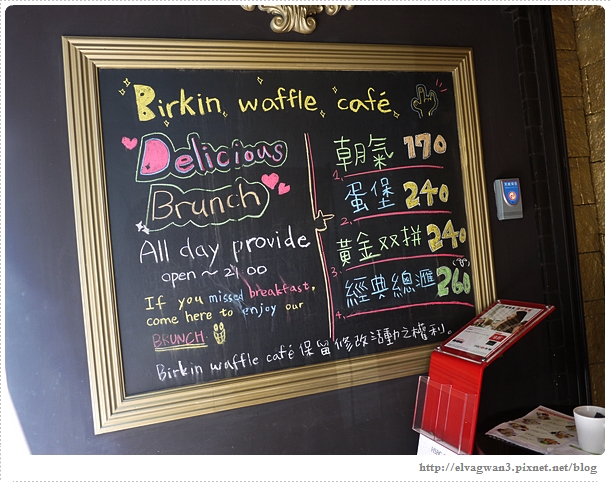 Birkin waffle café
Delicious
Brunch
All day provide
open~21:00
If you missed breakfast,
come here to enjoy our
BRUNCH
1. 朝氣 170
2. 蛋堡 240
3. 黃金双拼 240
4. 經典總滙 260
Birkin waffle café 保留修改活動之權利。
http://elvagwan3.pixnet.net/blog